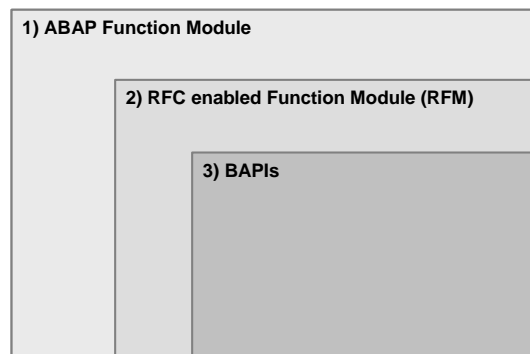 1) ABAP Function Module
2) RFC enabled Function Module (RFM)
3) BAPIs